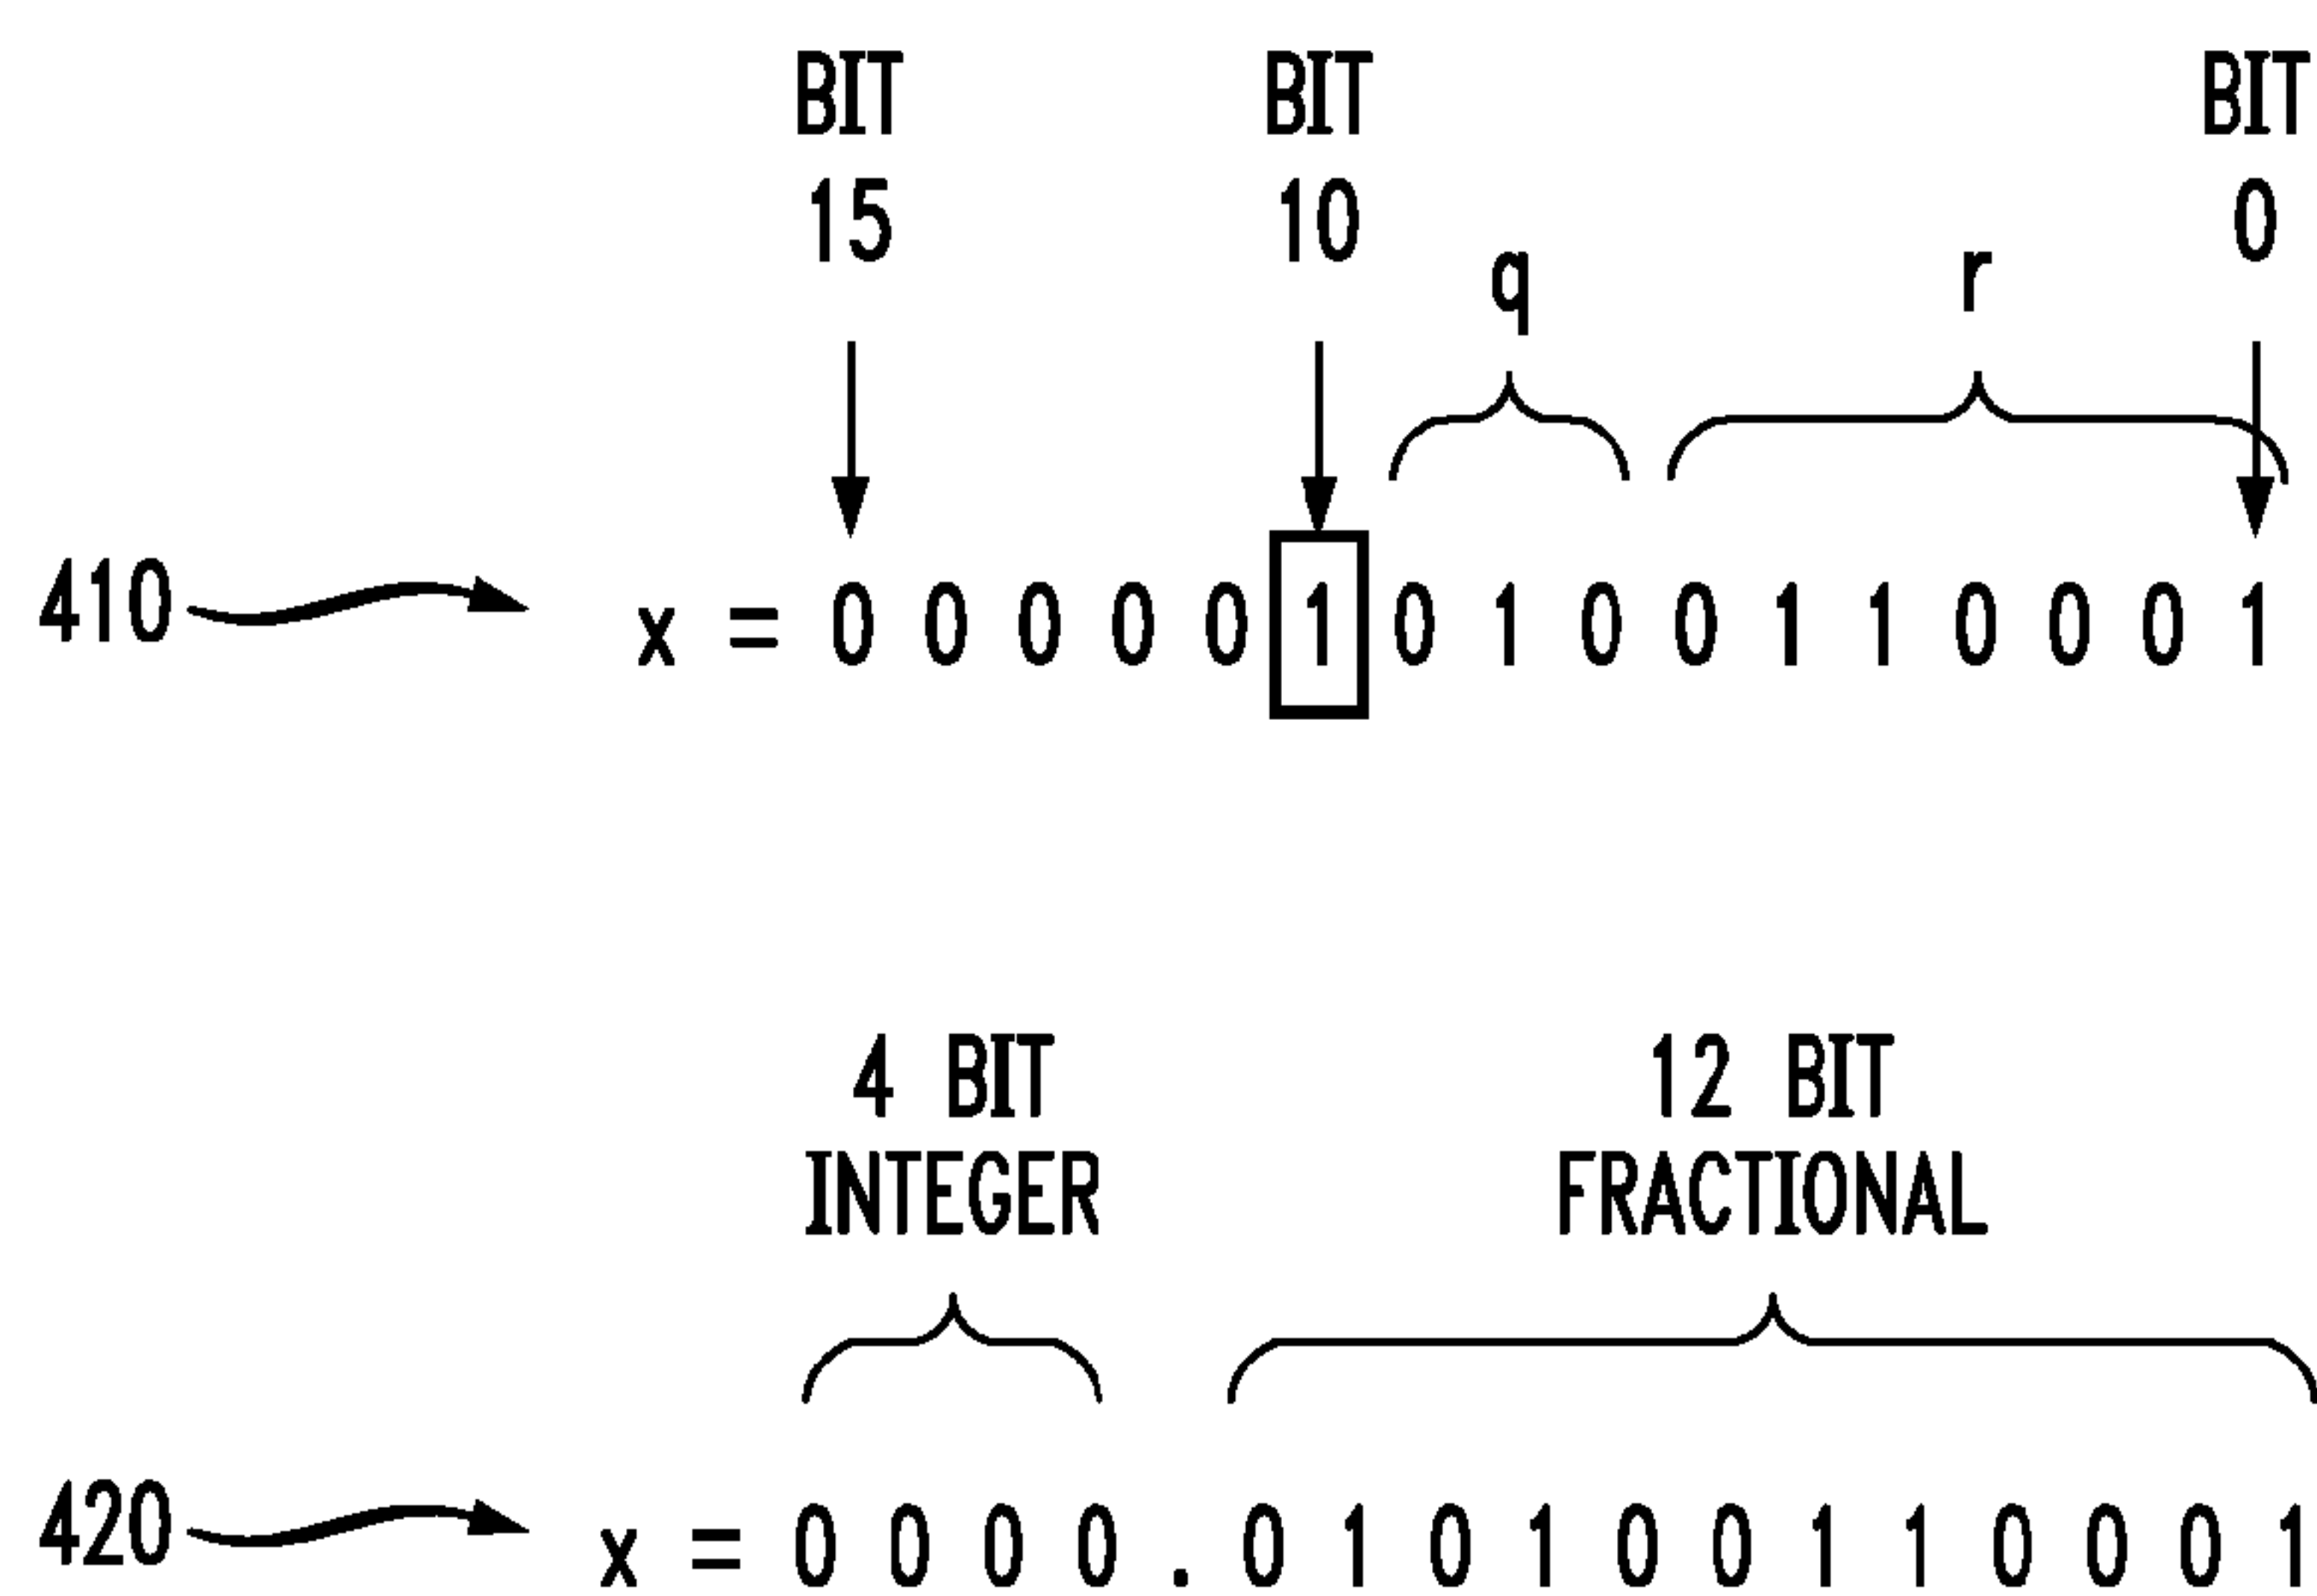 BIT BIT BIT
15 10 0
q r
410 x = 0 0 0 0 0 1 0 1 0 0 1 1 0 0 0 1
4 BIT 12 BIT
INTEGER FRACTIONAL
420 x = 0 0 0 0 . 0 1 0 1 0 0 1 1 0 0 0 1